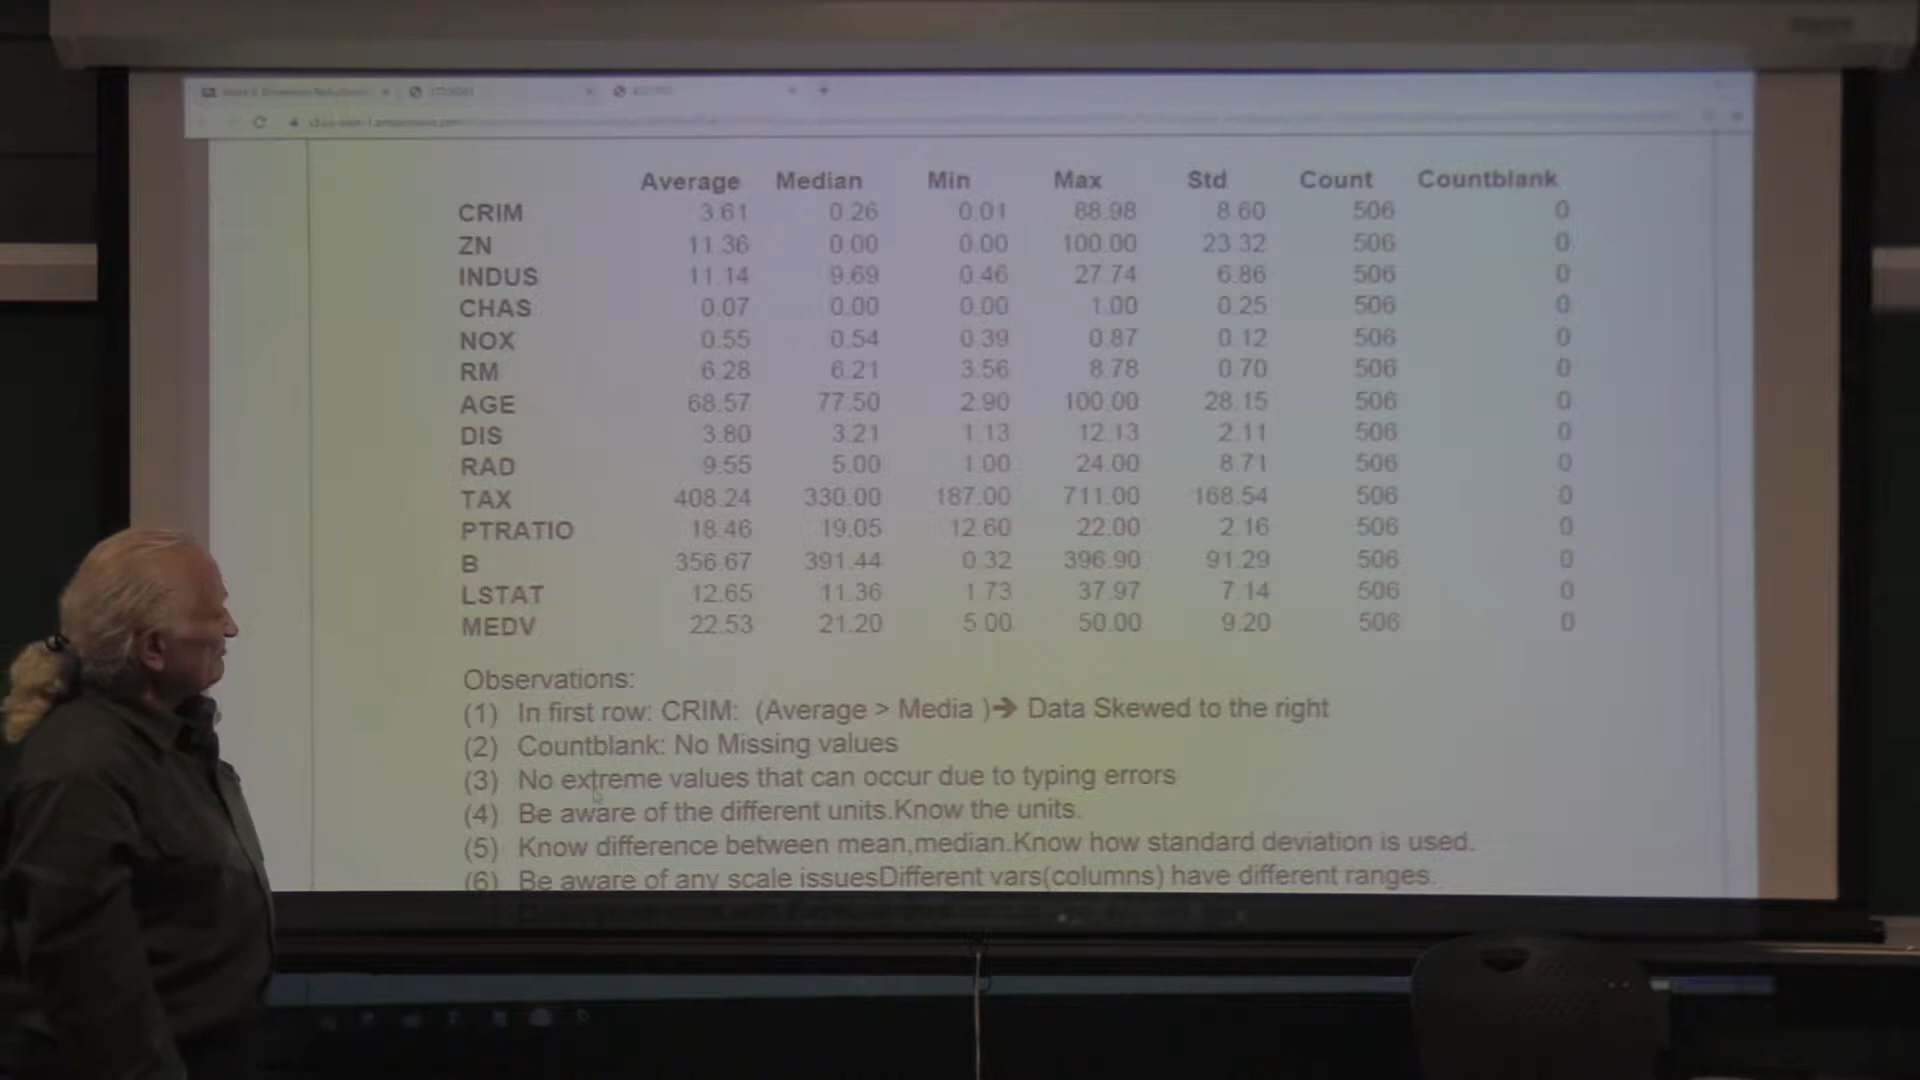 Average Median Min Max Std Count Countblank
CRIM 3.61 0.26 0.01 88.98 8.60 506 0
ZN 11.36 0.00 0.00 100.00 23.32 506 0
INDUS 11.14 9.69 0.46 27.74 6.86 506 0
CHAS 0.07 0.00 0.00 1.00 0.25 506 0
NOX 0.55 0.54 0.39 0.87 0.12 506 0
RM 6.28 6.21 3.56 8.78 0.70 506 0
AGE 68.57 77.50 2.90 100.00 28.15 506 0
DIS 3.80 3.21 1.13 12.13 2.11 506 0
RAD 9.55 5.00 1.00 24.00 8.71 506 0
TAX 408.24 330.00 187.00 711.00 168.54 506 0
PTRATIO 18.46 19.05 12.60 22.00 2.16 506 0
B 356.67 391.44 0.32 396.90 91.29 506 0
LSTAT 12.65 11.36 1.73 37.97 7.14 506 0
MEDV 22.53 21.20 5.00 50.00 9.20 506 0
Observations:
(1) In first row: CRIM: (Average > Media )➔ Data Skewed to the right
(2) Countblank: No Missing values
(3) No extreme values that can occur due to typing errors
(4) Be aware of the different units.Know the units.
(5) Know difference between mean,median.Know how standard deviation is used.
(6) Be aware of any scale issuesDifferent vars(columns) have different ranges.